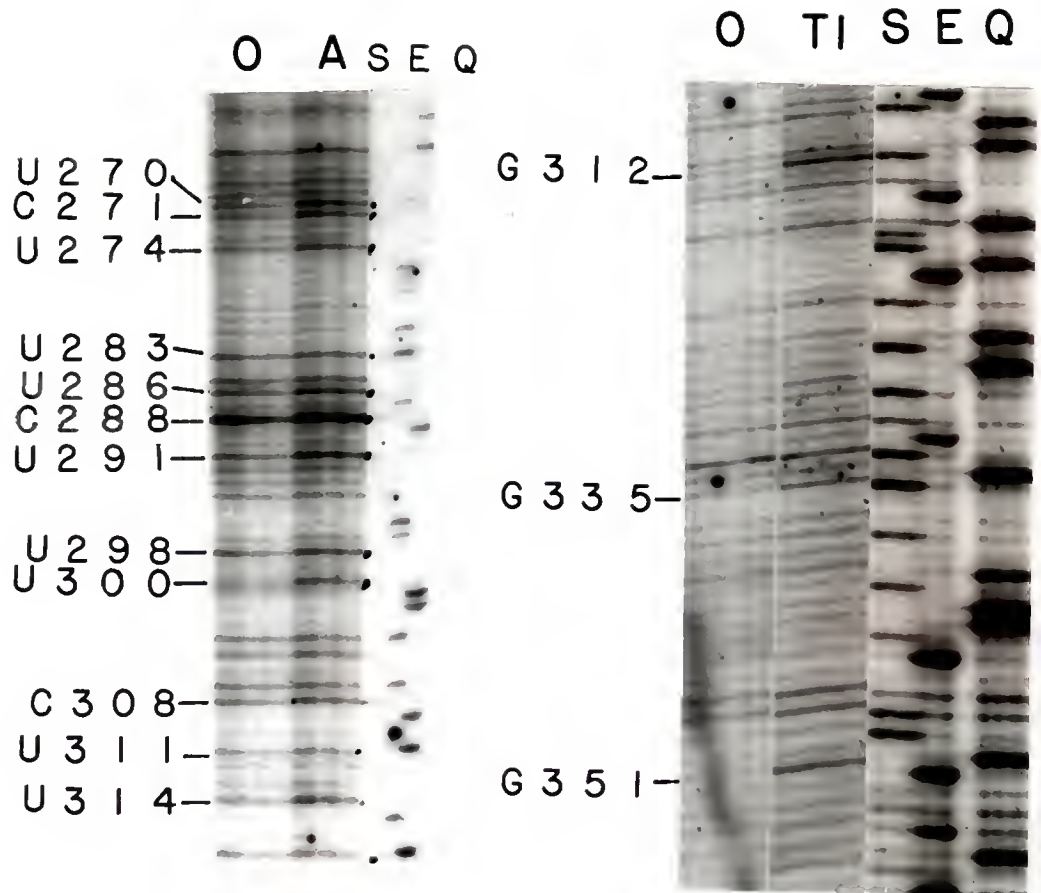 O A S E Q
U 2 7 0
C 2 7 1
U 2 7 4
U 2 8 3
U 2 8 6
C 2 8 8
U 2 9 1
U 2 9 8
U 3 0 0
C 3 0 8
U 3 1 1
U 3 1 4
O T1 S E Q
G 3 1 2
G 3 3 5
G 3 5 1